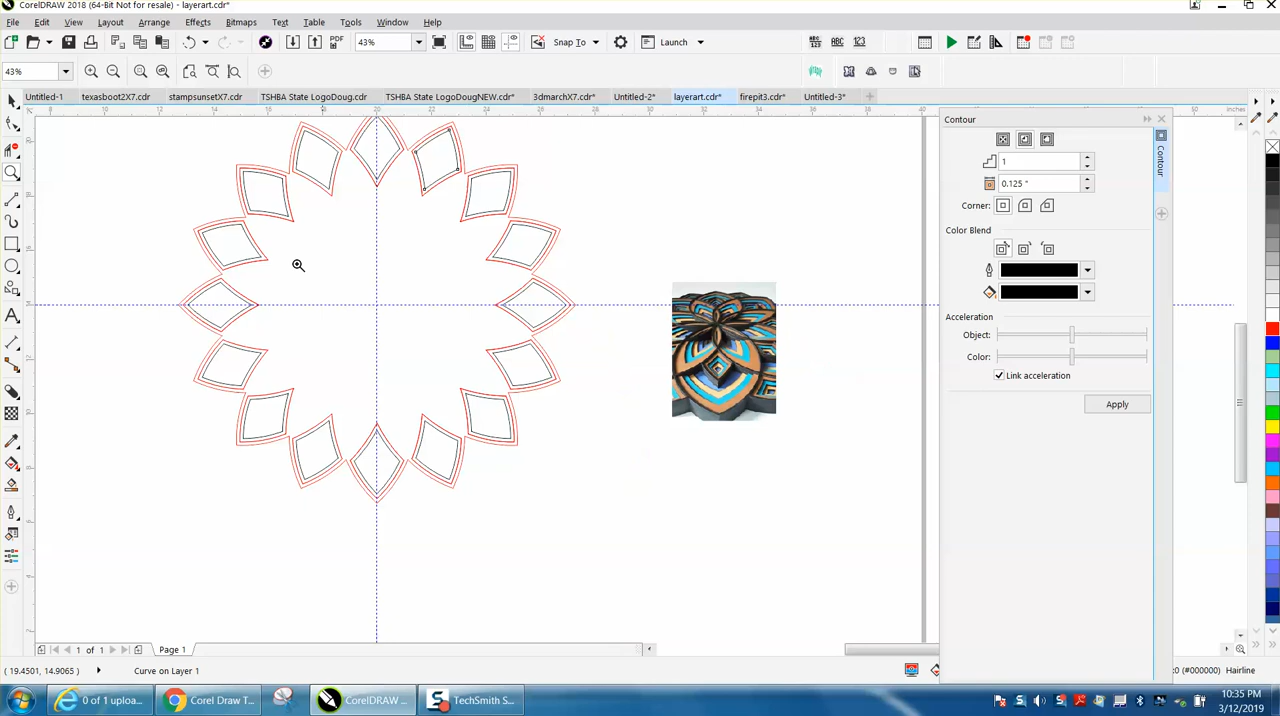 CorelDRAW 2018 (64-Bit Not for resale) - layerart.cdr*
File Edit View Layout Arrange Effects Bitmaps Text Table Tools Window Help
43% Snap To Launch
43%
Untitled-1 texasboot2X7.cdr stampsunsetX7.cdr TSHBA State LogoDoug.cdr TSHBA State LogoDougNEW.cdr* 3dmarchX7.cdr* Untitled-2* layerart.cdr* firepit3.cdr* Untitled-3*
inches
Contour
1
0.125 "
Corner:
Color Blend
Acceleration
Object:
Color:
Link acceleration
Apply
Contour
1 of 1 Page 1
( 19.4501, 14.9065) Curve on Layer 1 :0 (#000000) Hairline
0 of 1 uploa... Corel Draw T... CorelDRAW ... TechSmith S... 10:35 PM
3/12/2019